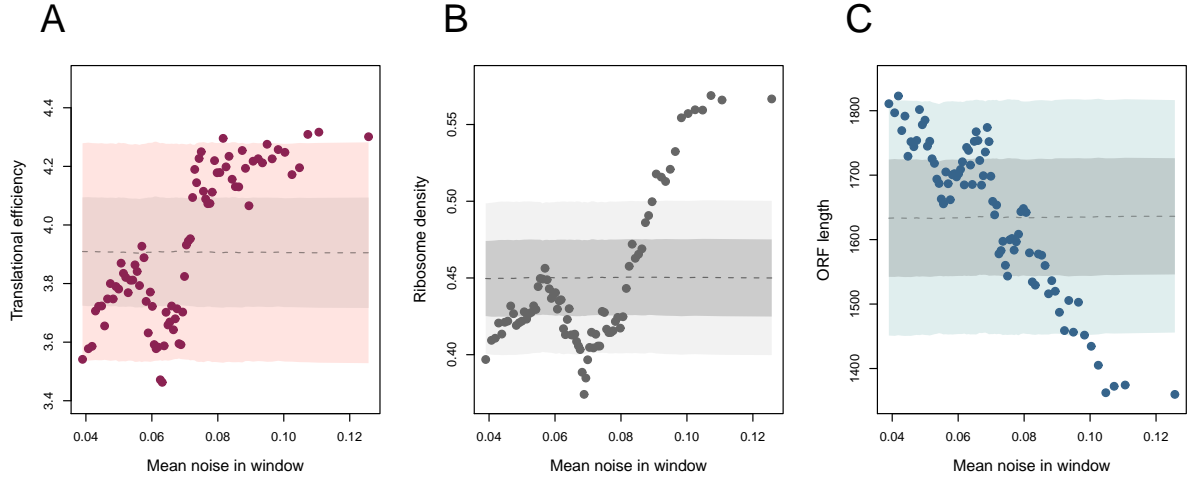 A
Translational efficiency
4.4
4.2
4.0
3.8
3.6
3.4
0.04 0.06 0.08 0.10 0.12
Mean noise in window
B
Ribosome density
0.55
0.50
0.45
0.40
0.04 0.06 0.08 0.10 0.12
Mean noise in window
C
ORF length
1800
1700
1600
1500
1400
0.04 0.06 0.08 0.10 0.12
Mean noise in window